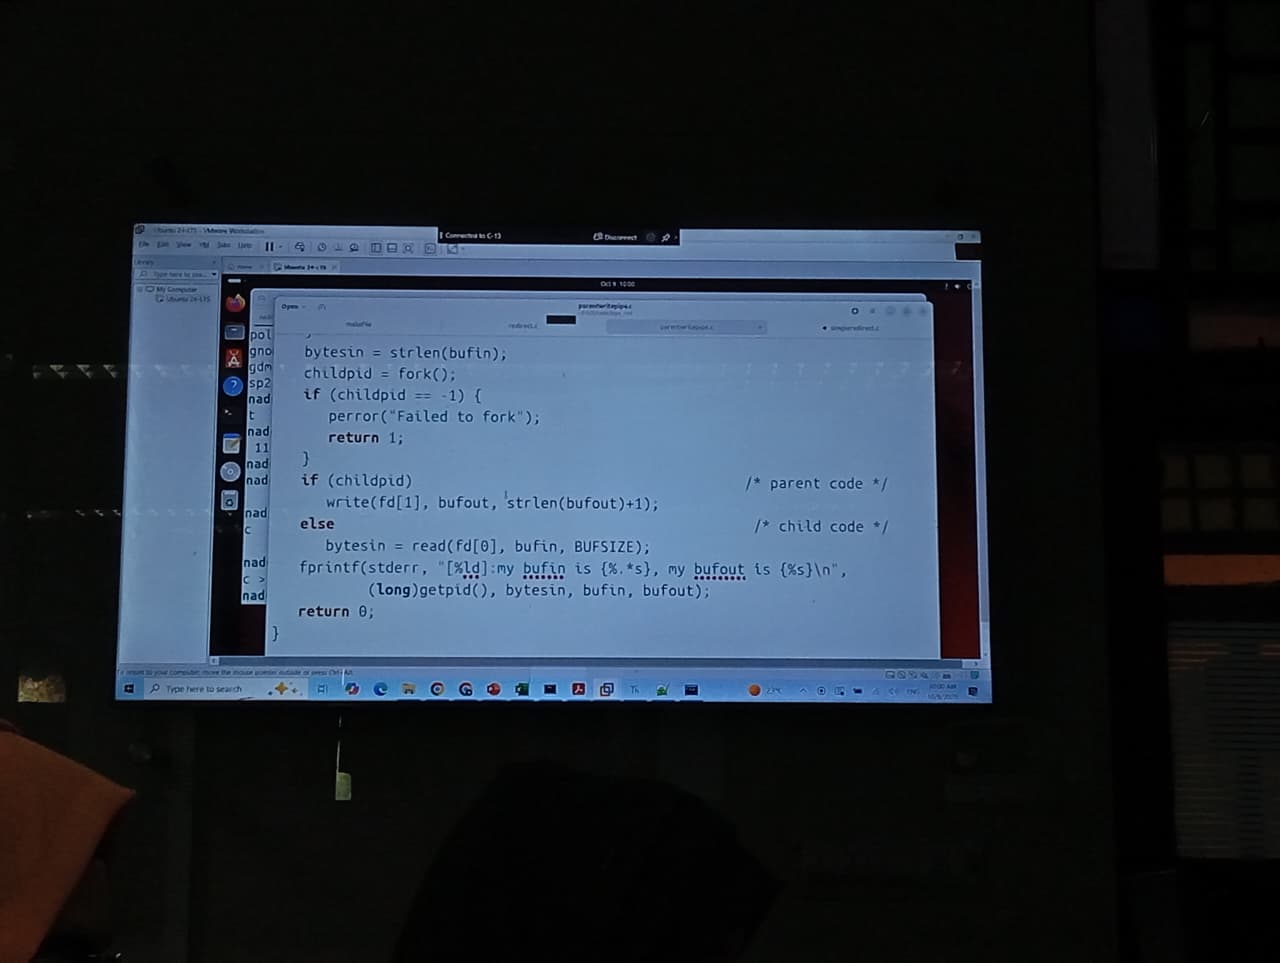 Ubuntu 24-LTS - VMware Workstation
Connected to C-13
Disconnect
File Edit View VM Tabs Help
Library
Type here to sea...
Home
Ubuntu 24-LTS
My Computer
Ubuntu 24-LTS
Oct 9 10:00
Open
parentwritepipe.c
makefile
redirect.c
parentwritepipe.c
simpleredirect.c
pol
gno
gdm
sp2
nad
t
nad
11
nad
nad
nad
c
nad
c >
nad
}
bytesin = strlen(bufin);
childpid = fork();
if (childpid == -1) {
perror("Failed to fork");
return 1;
}
if (childpid) /* parent code */
write(fd[1], bufout, strlen(bufout)+1);
else /* child code */
bytesin = read(fd[0], bufin, BUFSIZE);
fprintf(stderr, "[%ld]:my bufin is {%.*s}, my bufout is {%s}\n",
(long)getpid(), bytesin, bufin, bufout);
return 0;
}
To return to your computer, move the mouse pointer outside or press Ctrl+Alt.
Type here to search
23°C
ENG
10:00 AM